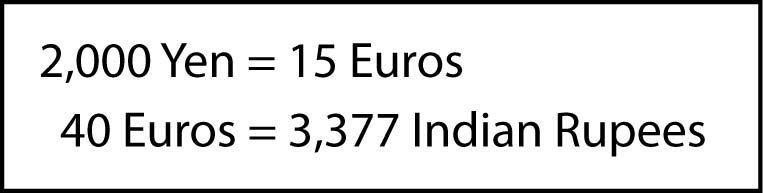 2,000 Yen = 15 Euros
40 Euros = 3,377 Indian Rupees